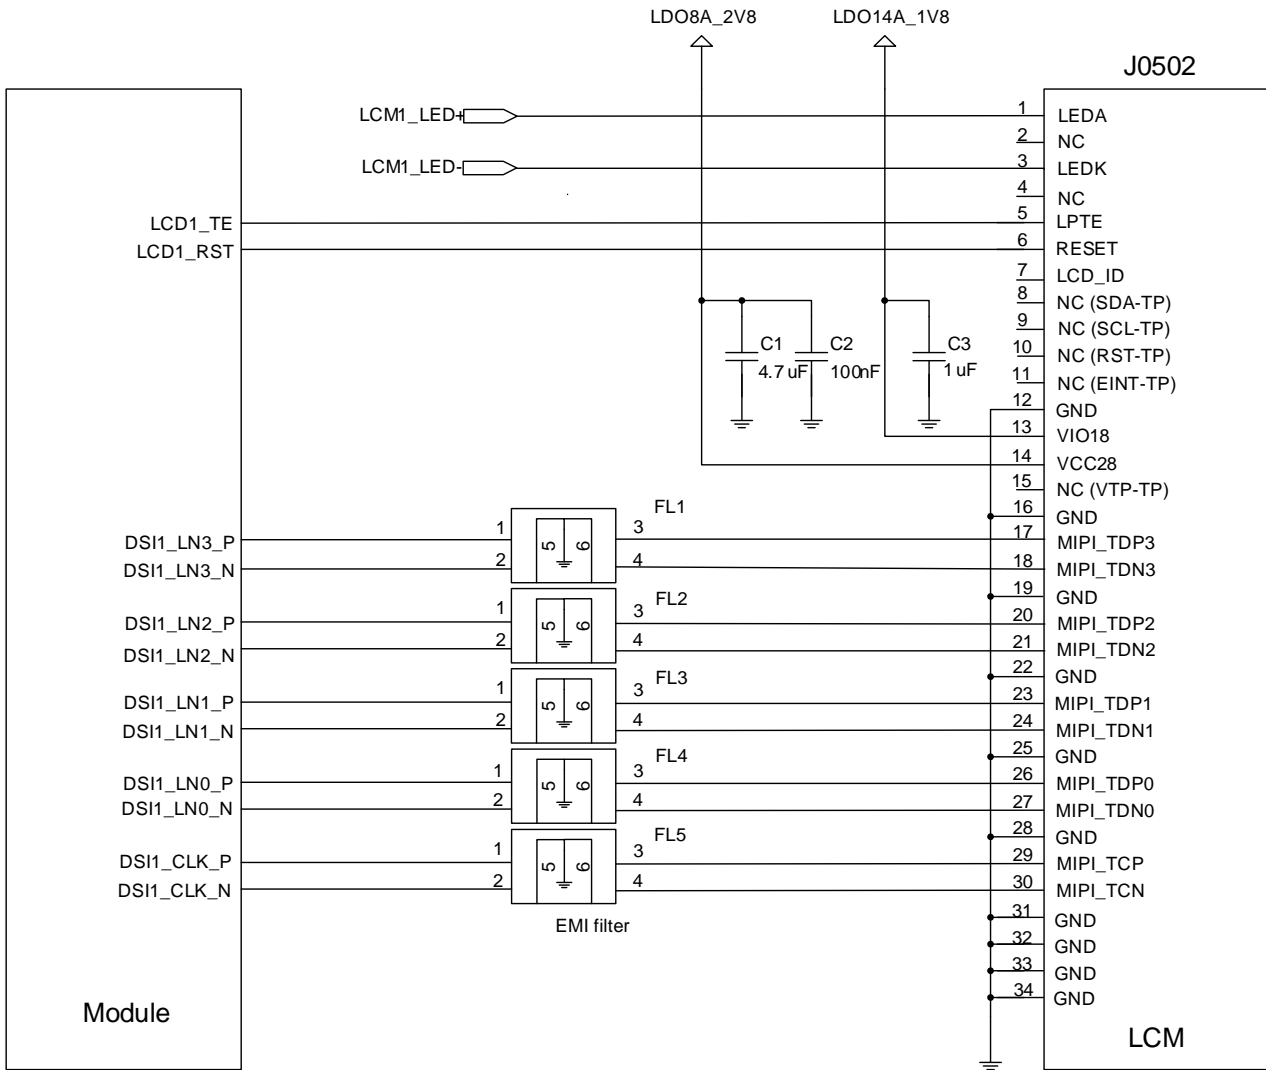 LDO8A_2V8 LDO14A_1V8
J0502
LCM1_LED+ 1 LEDA
2 NC
LCM1_LED- 3 LEDK
4 NC
LCD1_TE 5 LPTE
LCD1_RST 6 RESET
7 LCD_ID
8 NC (SDA-TP)
9 NC (SCL-TP)
C1 C2 C3
4.7uF 100nF 1uF
10 NC (RST-TP)
11 NC (EINT-TP)
12 GND
13 VIO18
14 VCC28
15 NC (VTP-TP)
16 GND
FL1
DSI1_LN3_P 1 5 6 3 17 MIPI_TDP3
DSI1_LN3_N 2 4 18 MIPI_TDN3
19 GND
FL2
DSI1_LN2_P 1 5 6 3 20 MIPI_TDP2
DSI1_LN2_N 2 4 21 MIPI_TDN2
22 GND
FL3
DSI1_LN1_P 1 5 6 3 23 MIPI_TDP1
DSI1_LN1_N 2 4 24 MIPI_TDN1
25 GND
FL4
DSI1_LN0_P 1 5 6 3 26 MIPI_TDP0
DSI1_LN0_N 2 4 27 MIPI_TDN0
28 GND
FL5
DSI1_CLK_P 1 5 6 3 29 MIPI_TCP
DSI1_CLK_N 2 4 30 MIPI_TCN
EMI filter
31 GND
32 GND
33 GND
34 GND
Module
LCM